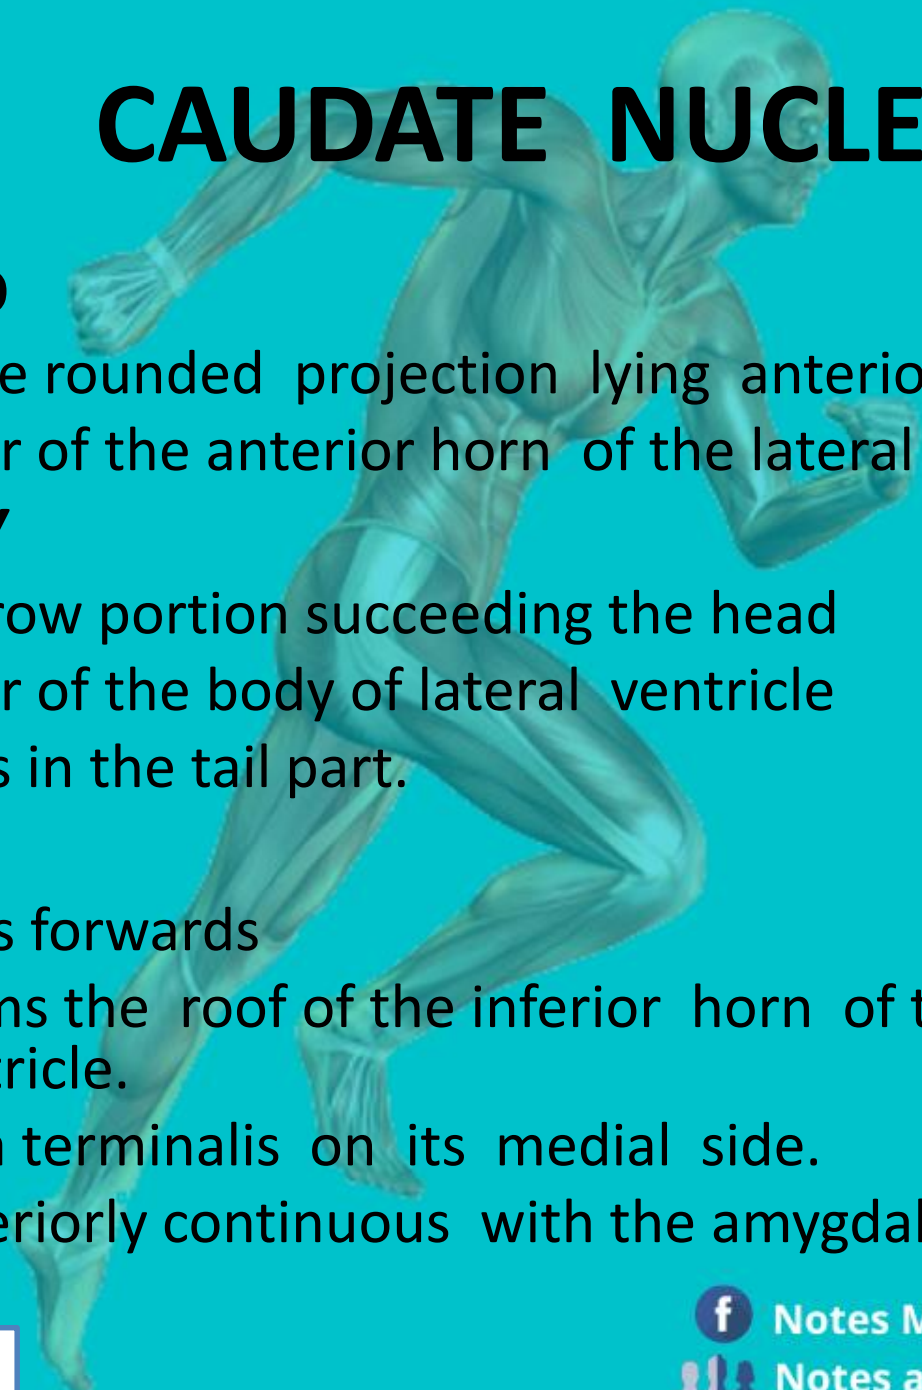 CAUDATE NUCLE
e rounded projection lying anterio
r of the anterior horn of the lateral
Y
row portion succeeding the head
r of the body of lateral ventricle
s in the tail part.
s forwards
ms the roof of the inferior horn of t
tricle.
terminalis on its medial side.
eriorly continuous with the amygdal
Notes M
Notes a